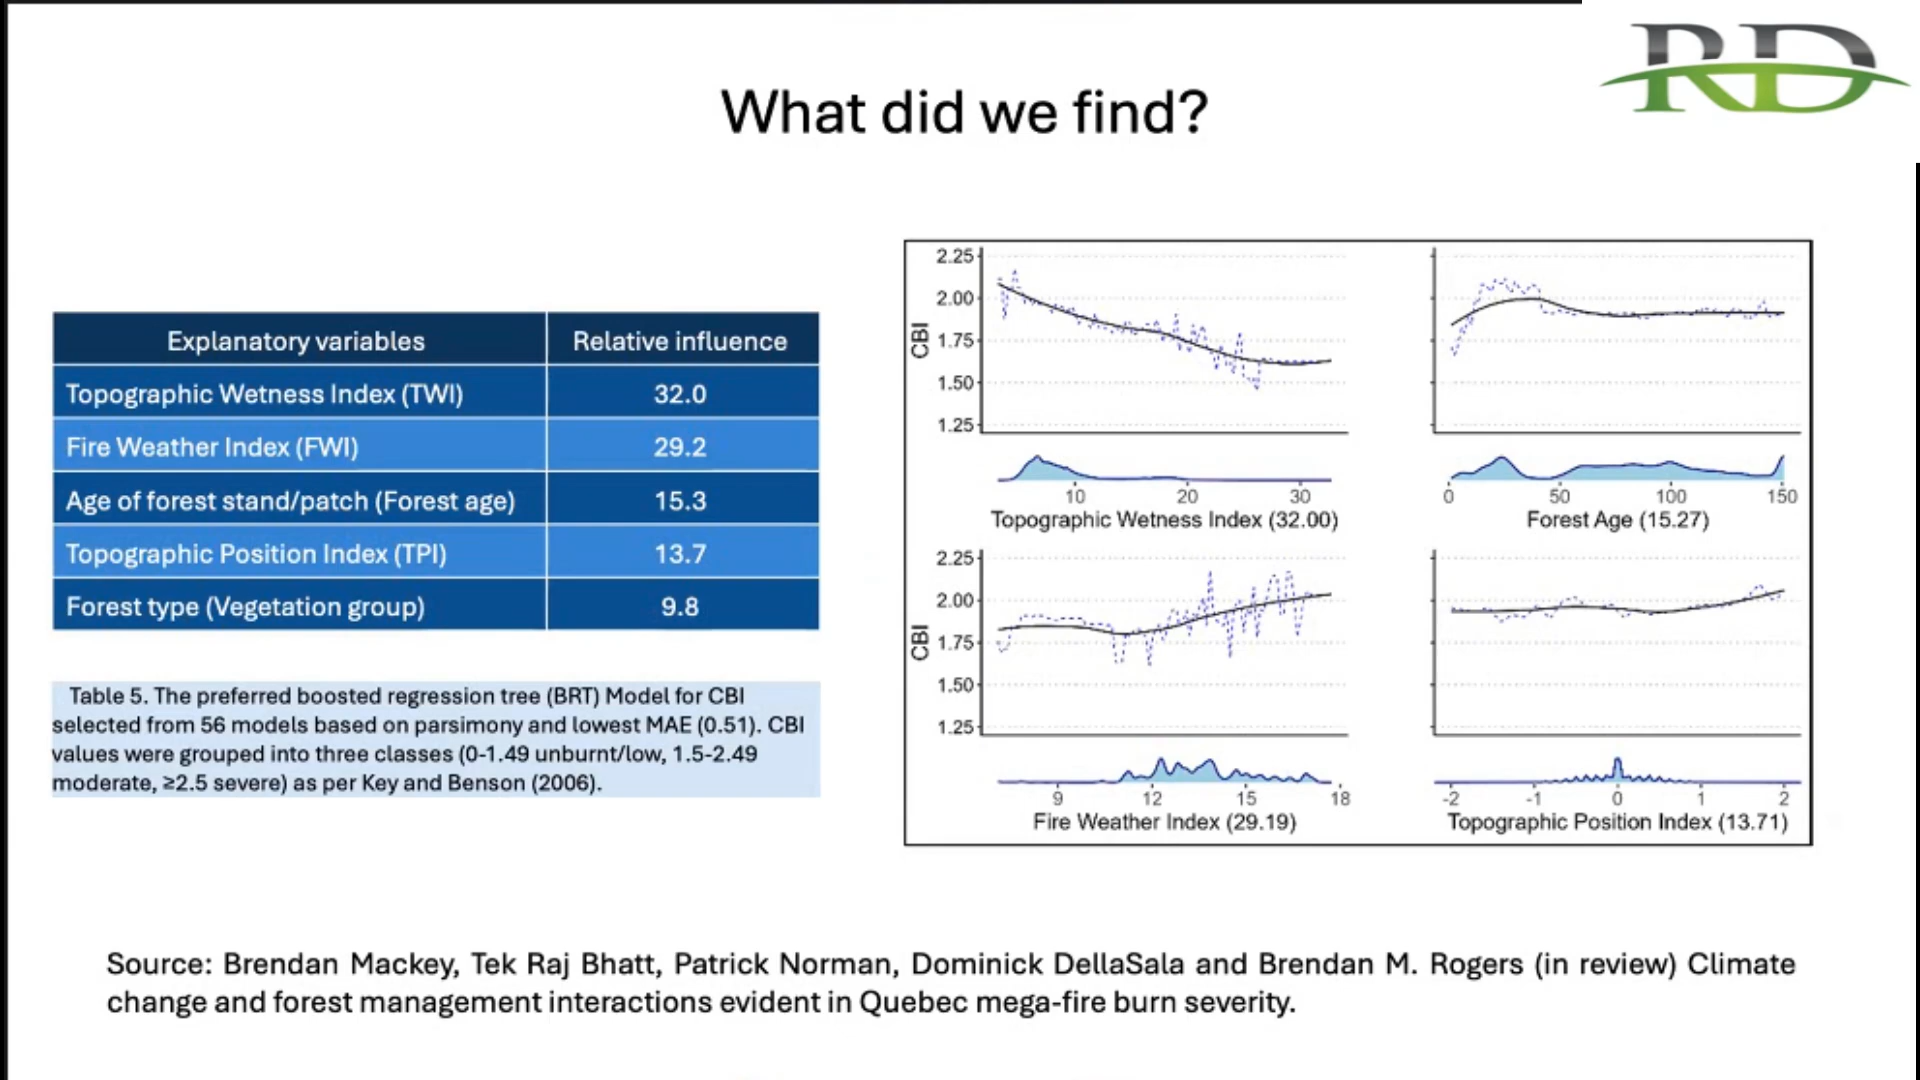 RD
What did we find?
Explanatory variables Relative influence
Topographic Wetness Index (TWI) 32.0
Fire Weather Index (FWI) 29.2
Age of forest stand/patch (Forest age) 15.3
Topographic Position Index (TPI) 13.7
Forest type (Vegetation group) 9.8
Table 5. The preferred boosted regression tree (BRT) Model for CBI
selected from 56 models based on parsimony and lowest MAE (0.51). CBI
values were grouped into three classes (0-1.49 unburnt/low, 1.5-2.49
moderate, ≥2.5 severe) as per Key and Benson (2006).
CBI
2.25
2.00
1.75
1.50
1.25
10 20 30
Topographic Wetness Index (32.00)
0 50 100 150
Forest Age (15.27)
CBI
2.25
2.00
1.75
1.50
1.25
9 12 15 18
Fire Weather Index (29.19)
-2 -1 0 1 2
Topographic Position Index (13.71)
Source: Brendan Mackey, Tek Raj Bhatt, Patrick Norman, Dominick DellaSala and Brendan M. Rogers (in review) Climate
change and forest management interactions evident in Quebec mega-fire burn severity.